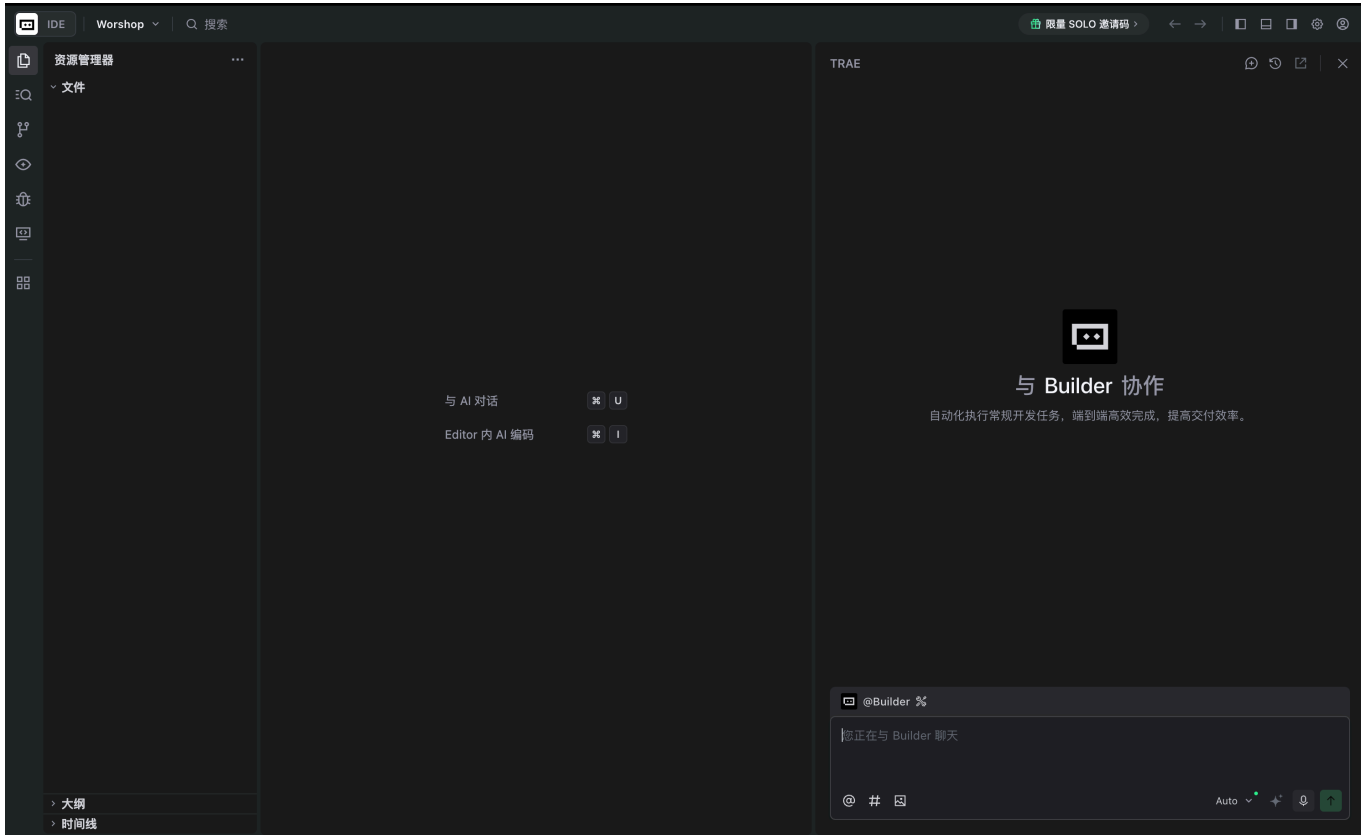 IDE
Worshop
搜索
限量 SOLO 邀请码
资源管理器
文件
大纲
时间线
与 AI 对话
⌘ U
Editor 内 AI 编码
⌘ I
TRAE
与 Builder 协作
自动化执行常规开发任务，端到端高效完成，提高交付效率。
@Builder
您正在与 Builder 聊天
@ #
Auto